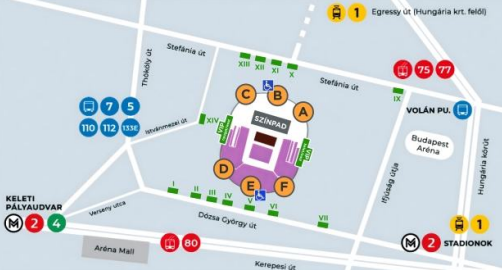 1 Egressy út (Hungária krt. felől)
Stefánia út
XIII XII XI X
Stefánia út
75 77
Thököly út
C B A
IX
VOLÁN PU.
7 5
110 112 133E
Istvánmezei út
XIV
SZÍNPAD
Budapest
Aréna
Hungária körút
Ifjúság útja
D E F
KELETI
PÁLYAUDVAR
M 2 4
Verseny utca
I II III IV V VI VII
Dózsa György út
1
M 2 STADIONOK
Aréna Mall
80
Kerepesi út